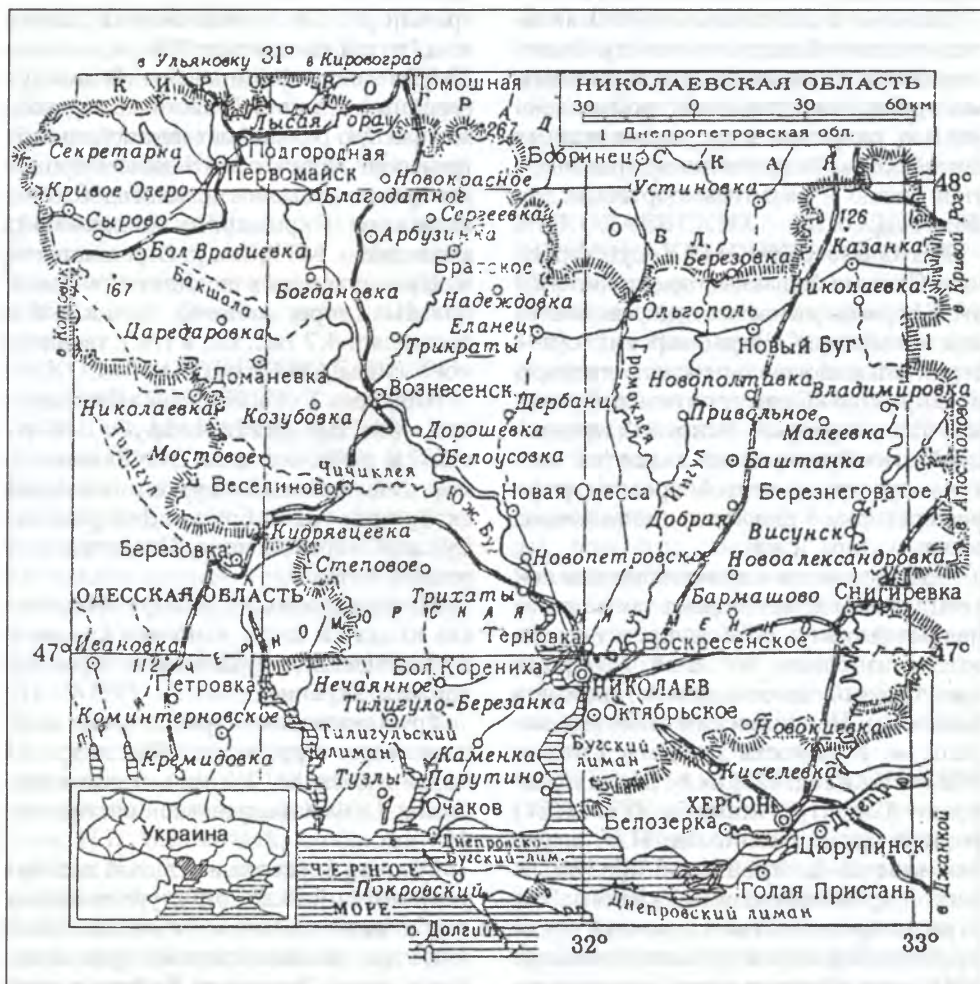 в Ульяновку 31° в Кировоград
НИКОЛАЕВСКАЯ ОБЛАСТЬ
30 0 30 60 км
Помошная
Днепропетровская обл.
Лысая Гора
267
Секретарка
Подгородная
Бобринец
Первомайск
Новокрасное
Устиновка
48°
Кривое Озеро
Благодатное
Сергеевка
126
Сырово
Арбузинка
Казанка
в Кривой Рог
Бол. Врадиевка
Братское
Березовка
Николаевка
167
Бакшала
Богдановка
Надеждовка
Ольгополь
Царедаровка
Еланец
Новый Буг
Трикраты
Доманевка
Вознесенск
Новополтавка
Владимировка
Николаевка
Щербани
Громоклея
Козубовка
Привольное
Дорошевка
Малеевка
в Апостолово
Мостовое
Белоусовка
Баштанка
Тилигул
Чичиклея
Веселиново
Новая Одесса
Ингул
Березнеговатое
Юж. Буг
Добрая
Висунск
Кудрявцевка
Березовка
Новопетровск
Новоалександровка
Степовое
ОДЕССКАЯ ОБЛАСТЬ
Трихаты
Бармашово
Снигиревка
ПРИЧЕРНОМОРСКАЯ
НИЗМЕННО
Терновка
47° Ивановка
Воскресенское
47°
112
Бол. Корениха
Петровка
Нечаянное
НИКОЛАЕВ
Тилигуло-Березанка
Октябрьское
Коминтерновское
Новокиевка
Тилигульский
лиман
Каменка
Бугский
лиман
Кремидовка
Киселевка
Тузлы
Парутино
Украина
Очаков
ХЕРСОН
Днепр
Белозерка
Днепровско-
Бугский лим.
Цюрупинск
ЧЕРНОЕ
МОРЕ
Покровский
Голая Пристань
в Джанкой
Днепровский лиман
о. Долгий
32°
33°